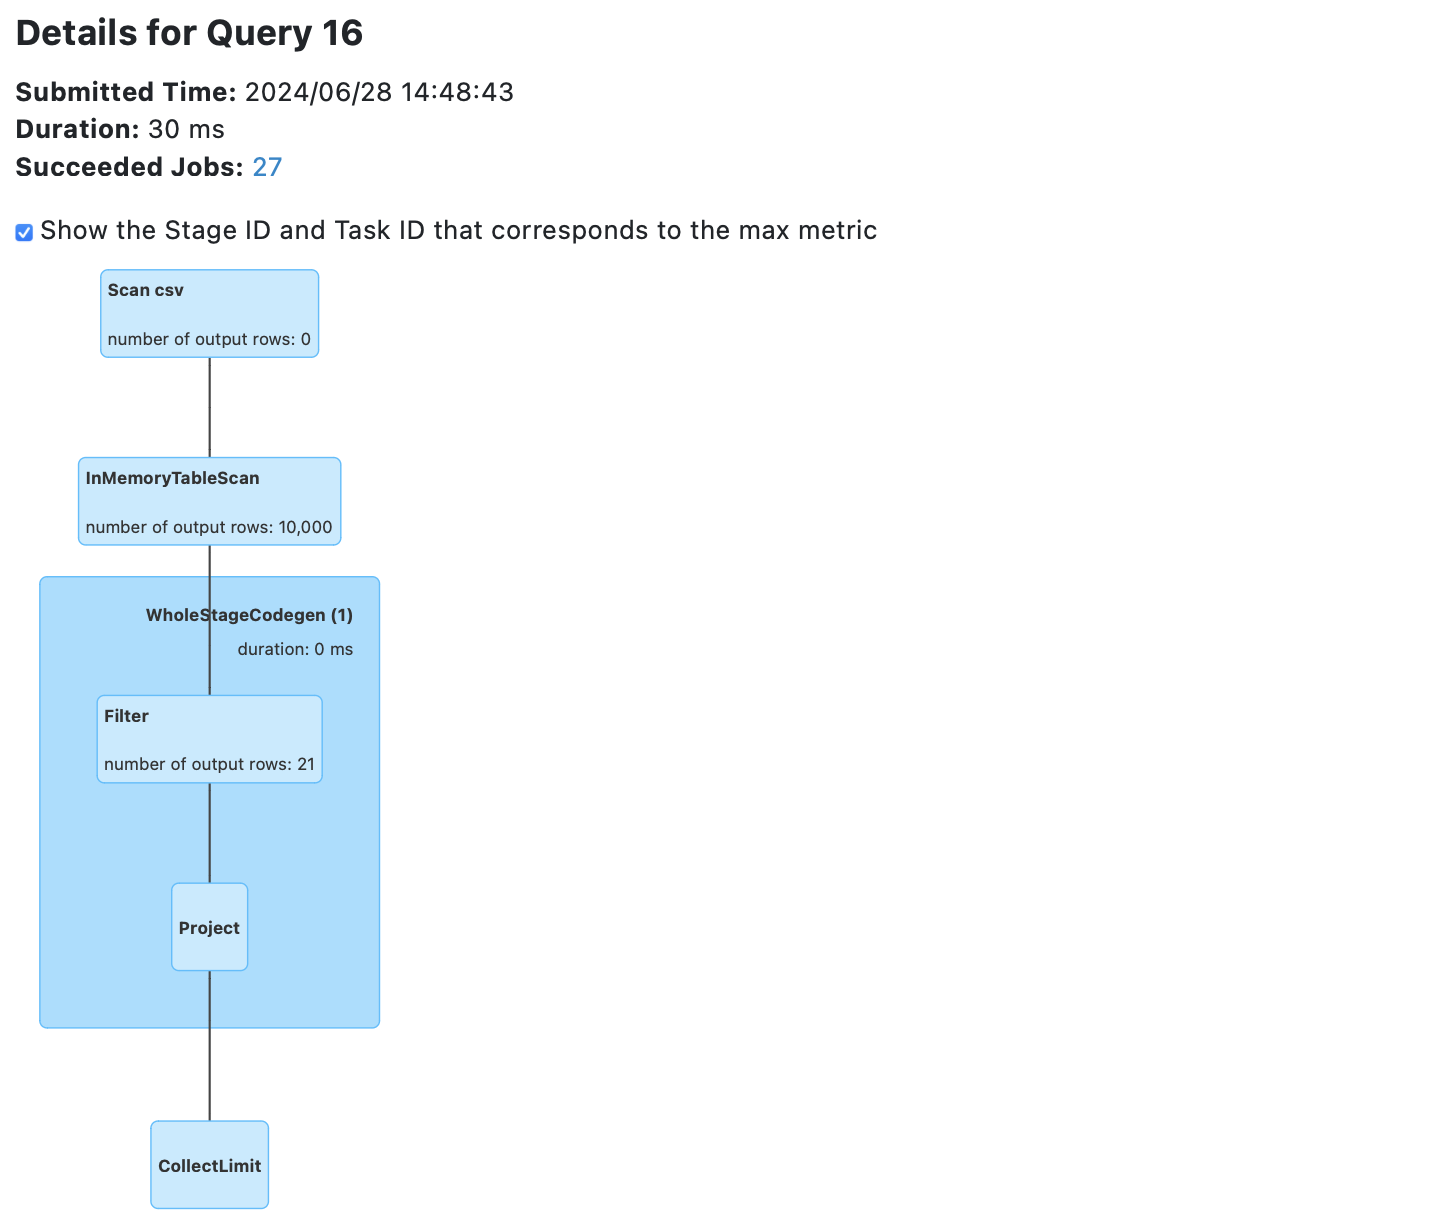 Details for Query 16
Submitted Time: 2024/06/28 14:48:43
Duration: 30 ms
Succeeded Jobs: 27
Show the Stage ID and Task ID that corresponds to the max metric
Scan csv
number of output rows: 0
InMemoryTableScan
number of output rows: 10,000
WholeStageCodegen (1)
duration: 0 ms
Filter
number of output rows: 21
Project
CollectLimit